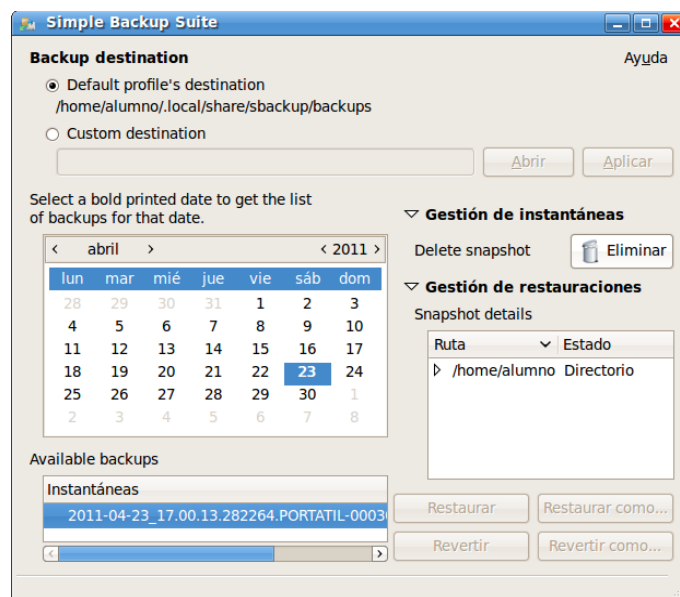 Simple Backup Suite
Backup destination
Ayuda
Default profile's destination
/home/alumno/.local/share/sbackup/backups
Custom destination
Abrir
Aplicar
Select a bold printed date to get the list
of backups for that date.
< abril > < 2011 >
lun mar mié jue vie sáb dom
28 29 30 31 1 2 3
4 5 6 7 8 9 10
11 12 13 14 15 16 17
18 19 20 21 22 23 24
25 26 27 28 29 30 1
2 3 4 5 6 7 8
Available backups
Instantáneas
2011-04-23_17.00.13.282264.PORTATIL-0003
Gestión de instantáneas
Delete snapshot
Eliminar
Gestión de restauraciones
Snapshot details
Ruta Estado
/home/alumno Directorio
Restaurar
Restaurar como...
Revertir
Revertir como...